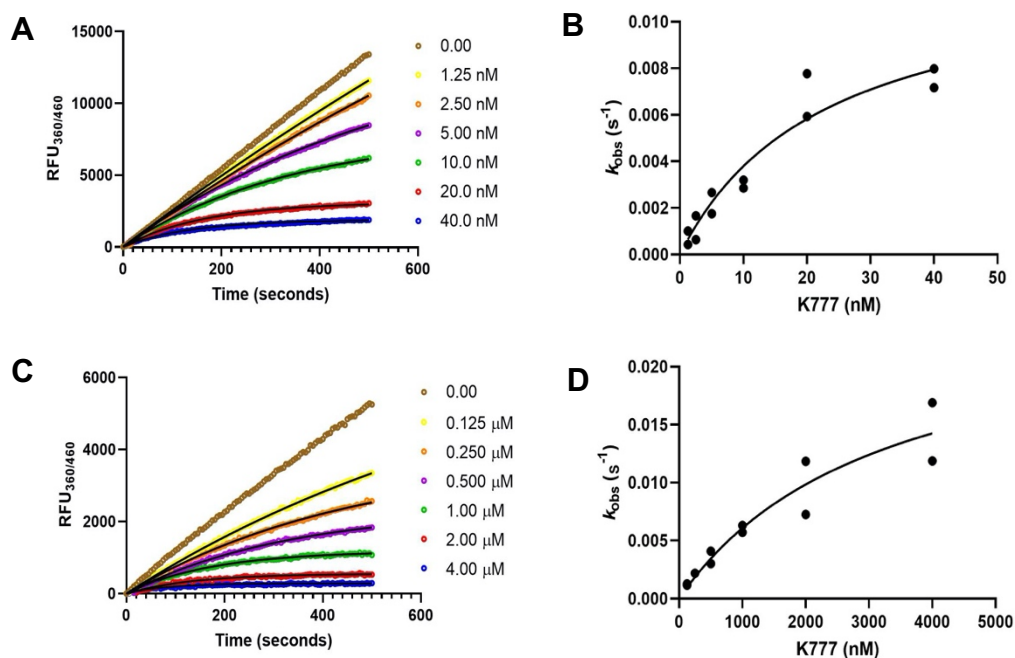 A
15000
10000
5000
0
0
200
400
600
RFU360/460
Time (seconds)
0.00
1.25 nM
2.50 nM
5.00 nM
10.0 nM
20.0 nM
40.0 nM
B
0.010
0.008
0.006
0.004
0.002
0.000
0
10
20
30
40
50
kobs (s-1)
K777 (nM)
C
6000
4000
2000
0
0
200
400
600
RFU360/460
Time (seconds)
0.00
0.125 μM
0.250 μM
0.500 μM
1.00 μM
2.00 μM
4.00 μM
D
0.020
0.015
0.010
0.005
0.000
0
1000
2000
3000
4000
5000
kobs (s-1)
K777 (nM)